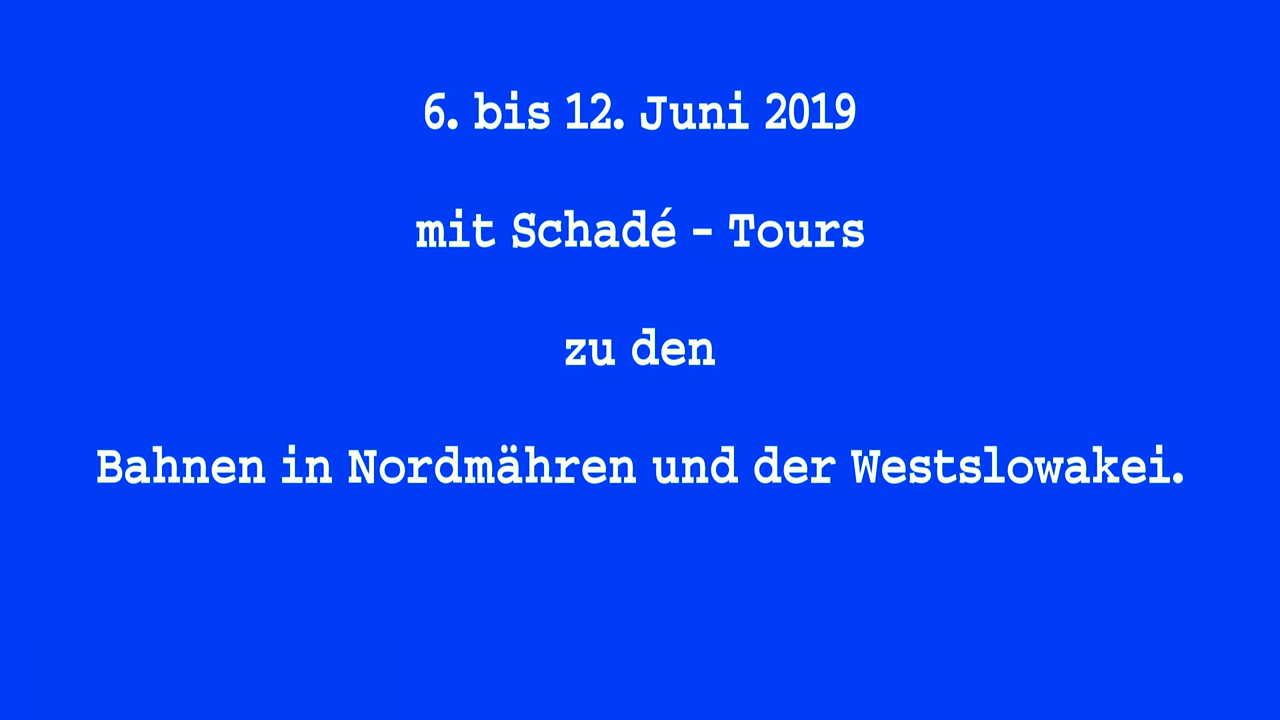 6. bis 12. Juni 2019
mit Schadé - Tours
zu den
Bahnen in Nordmähren und der Westslowakei.